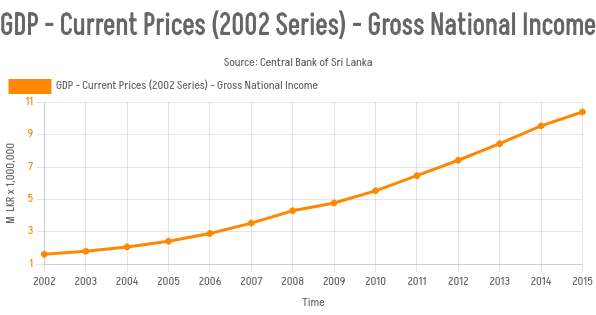 GDP - Current Prices (2002 Series) - Gross National Income
Source: Central Bank of Sri Lanka
GDP - Current Prices (2002 Series) - Gross National Income
M LKR x 1,000,000
11
9
7
5
3
1
2002 2003 2004 2005 2006 2007 2008 2009 2010 2011 2012 2013 2014 2015
Time